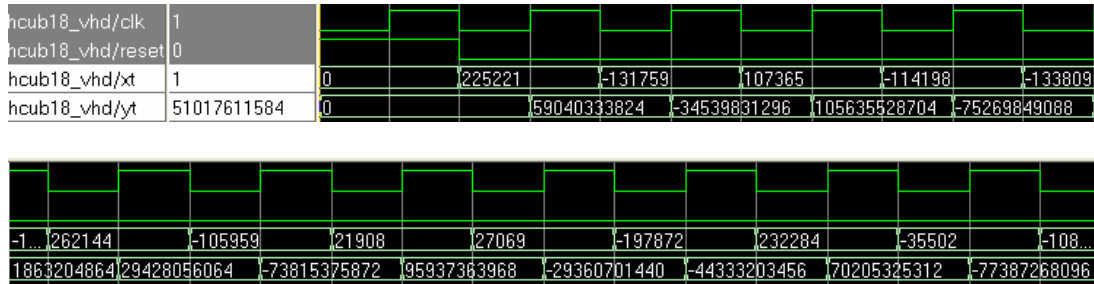 hcub18_vhd/clk 1
hcub18_vhd/reset 0
hcub18_vhd/xt 1 0 225221 -131759 107365 -114198 -133809
hcub18_vhd/yt 51017611584 0 59040333824 -34539831296 105635528704 -75269849088
-1... 262144 -105959 21908 27069 -197872 232284 -35502 -108...
1863204864 29428056064 -73815375872 95937363968 -29360701440 -44333203456 70205325312 -77387268096